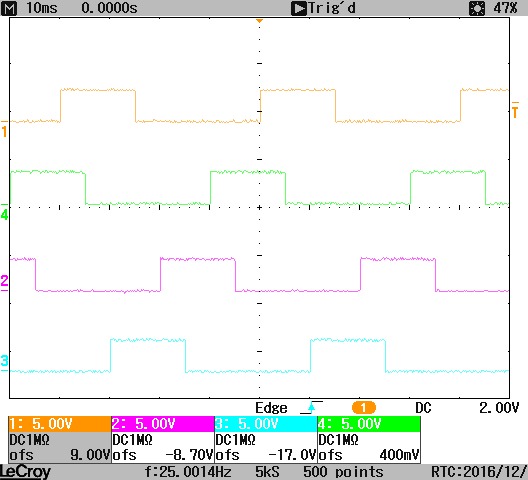 M 10ms 0.0000s Trig'd 47%
1
T
4
2
3
Edge 1 DC 2.00V
1: 5.00V 2: 5.00V 3: 5.00V 4: 5.00V
DC1MΩ DC1MΩ DC1MΩ DC1MΩ
ofs 9.00V ofs -8.70V ofs -17.0V ofs 400mV
LeCroy f:25.0014Hz 5kS 500 points RTC:2016/12/